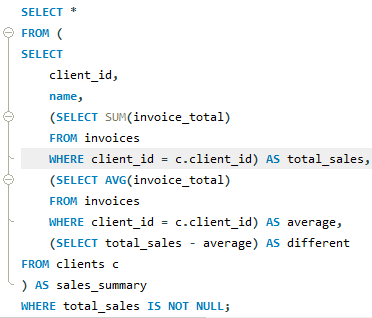 SELECT *
FROM (
SELECT
client_id,
name,
(SELECT SUM(invoice_total)
FROM invoices
WHERE client_id = c.client_id) AS total_sales,
(SELECT AVG(invoice_total)
FROM invoices
WHERE client_id = c.client_id) AS average,
(SELECT total_sales - average) AS different
FROM clients c
) AS sales_summary
WHERE total_sales IS NOT NULL;